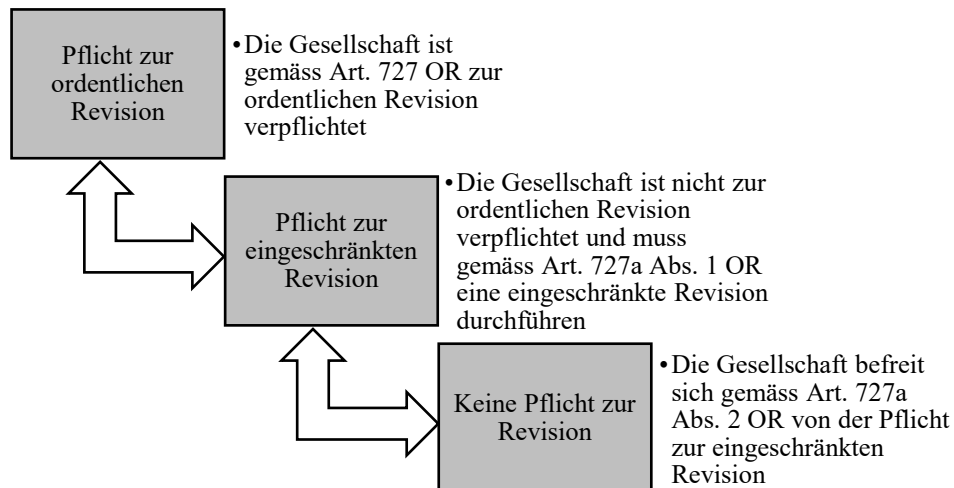 Pflicht zur
ordentlichen
Revision
•Die Gesellschaft ist
gemäss Art. 727 OR zur
ordentlichen Revision
verpflichtet
Pflicht zur
eingeschränkten
Revision
•Die Gesellschaft ist nicht zur
ordentlichen Revision
verpflichtet und muss
gemäss Art. 727a Abs. 1 OR
eine eingeschränkte Revision
durchführen
Keine Pflicht zur
Revision
•Die Gesellschaft befreit
sich gemäss Art. 727a
Abs. 2 OR von der Pflicht
zur eingeschränkten
Revision